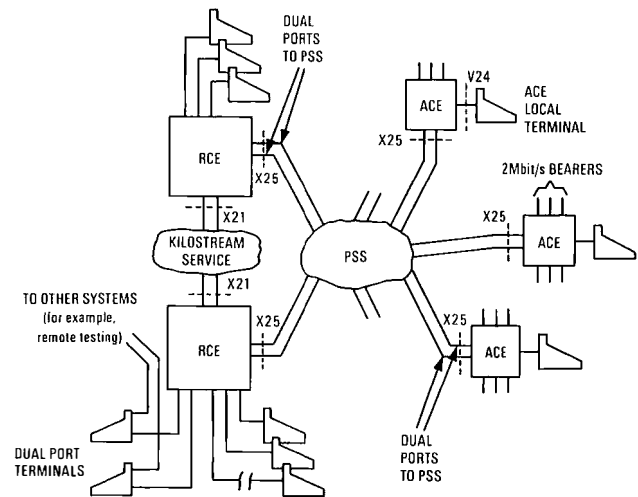 DUAL
PORTS
TO PSS
V24
ACE
ACE
LOCAL
TERMINAL
X25
RCE
X25
2Mbit/s BEARERS
X21
X25
ACE
KILOSTREAM
SERVICE
PSS
X21
TO OTHER SYSTEMS
(for example,
remote testing)
X25
X25
RCE
ACE
DUAL PORT
TERMINALS
DUAL
PORTS
TO PSS